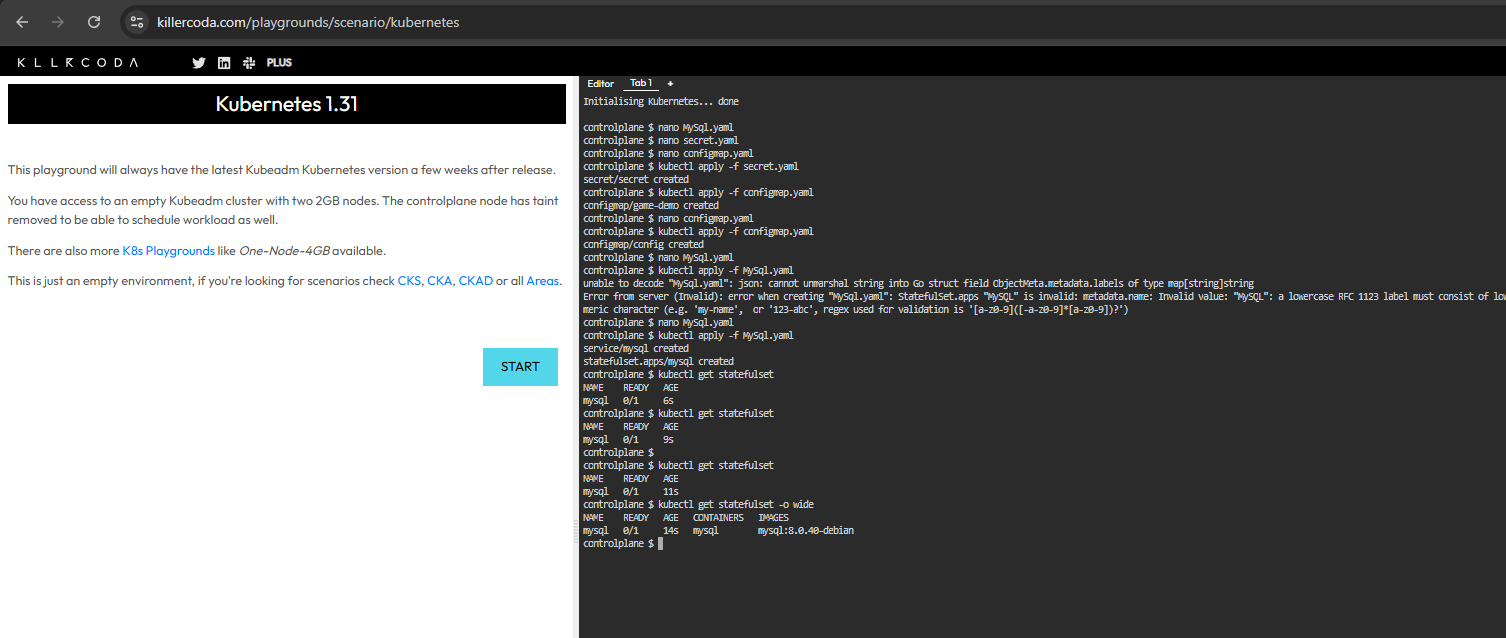 killercoda.com/playgrounds/scenario/kubernetes
KLLRCODA
PLUS
Kubernetes 1.31
This playground will always have the latest Kubeadm Kubernetes version a few weeks after release.
You have access to an empty Kubeadm cluster with two 2GB nodes. The controlplane node has taint
removed to be able to schedule workload as well.
There are also more K8s Playgrounds like One-Node-4GB available.
This is just an empty environment, if you're looking for scenarios check CKS, CKA, CKAD or all Areas.
START
Editor Tab 1 +
Initialising Kubernetes... done
controlplane $ nano MySql.yaml
controlplane $ nano secret.yaml
controlplane $ nano configmap.yaml
controlplane $ kubectl apply -f secret.yaml
secret/secret created
controlplane $ kubectl apply -f configmap.yaml
configmap/game-demo created
controlplane $ nano configmap.yaml
controlplane $ kubectl apply -f configmap.yaml
configmap/config created
controlplane $ nano MySql.yaml
controlplane $ kubectl apply -f MySql.yaml
unable to decode "MySql.yaml": json: cannot unmarshal string into Go struct field ObjectMeta.metadata.labels of type map[string]string
Error from server (Invalid): error when creating "MySql.yaml": StatefulSet.apps "MySQL" is invalid: metadata.name: Invalid value: "MySQL": a lowercase RFC 1123 label must consist of low
meric character (e.g. 'my-name', or '123-abc', regex used for validation is '[a-z0-9]([-a-z0-9]*[a-z0-9])?')
controlplane $ nano MySql.yaml
controlplane $ kubectl apply -f MySql.yaml
service/mysql created
statefulset.apps/mysql created
controlplane $ kubectl get statefulset
NAME READY AGE
mysql 0/1 6s
controlplane $ kubectl get statefulset
NAME READY AGE
mysql 0/1 9s
controlplane $
controlplane $ kubectl get statefulset
NAME READY AGE
mysql 0/1 11s
controlplane $ kubectl get statefulset -o wide
NAME READY AGE CONTAINERS IMAGES
mysql 0/1 14s mysql mysql:8.0.40-debian
controlplane $